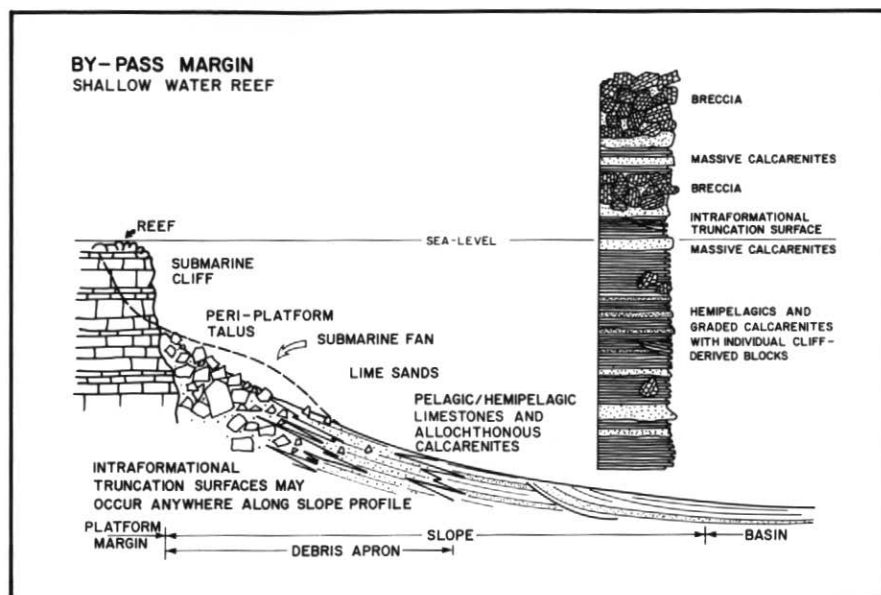 BY-PASS MARGIN
SHALLOW WATER REEF
REEF
SEA-LEVEL
SUBMARINE
CLIFF
PERI-PLATFORM
TALUS
SUBMARINE FAN
LIME SANDS
PELAGIC/HEMIPELAGIC
LIMESTONES AND
ALLOCHTHONOUS
CALCARENITES
INTRAFORMATIONAL
TRUNCATION SURFACES MAY
OCCUR ANYWHERE ALONG SLOPE PROFILE
PLATFORM
MARGIN
SLOPE
BASIN
DEBRIS APRON
BRECCIA
MASSIVE CALCARENITES
BRECCIA
INTRAFORMATIONAL
TRUNCATION SURFACE
MASSIVE CALCARENITES
HEMIPELAGICS AND
GRADED CALCARENITES
WITH INDIVIDUAL CLIFF-
DERIVED BLOCKS